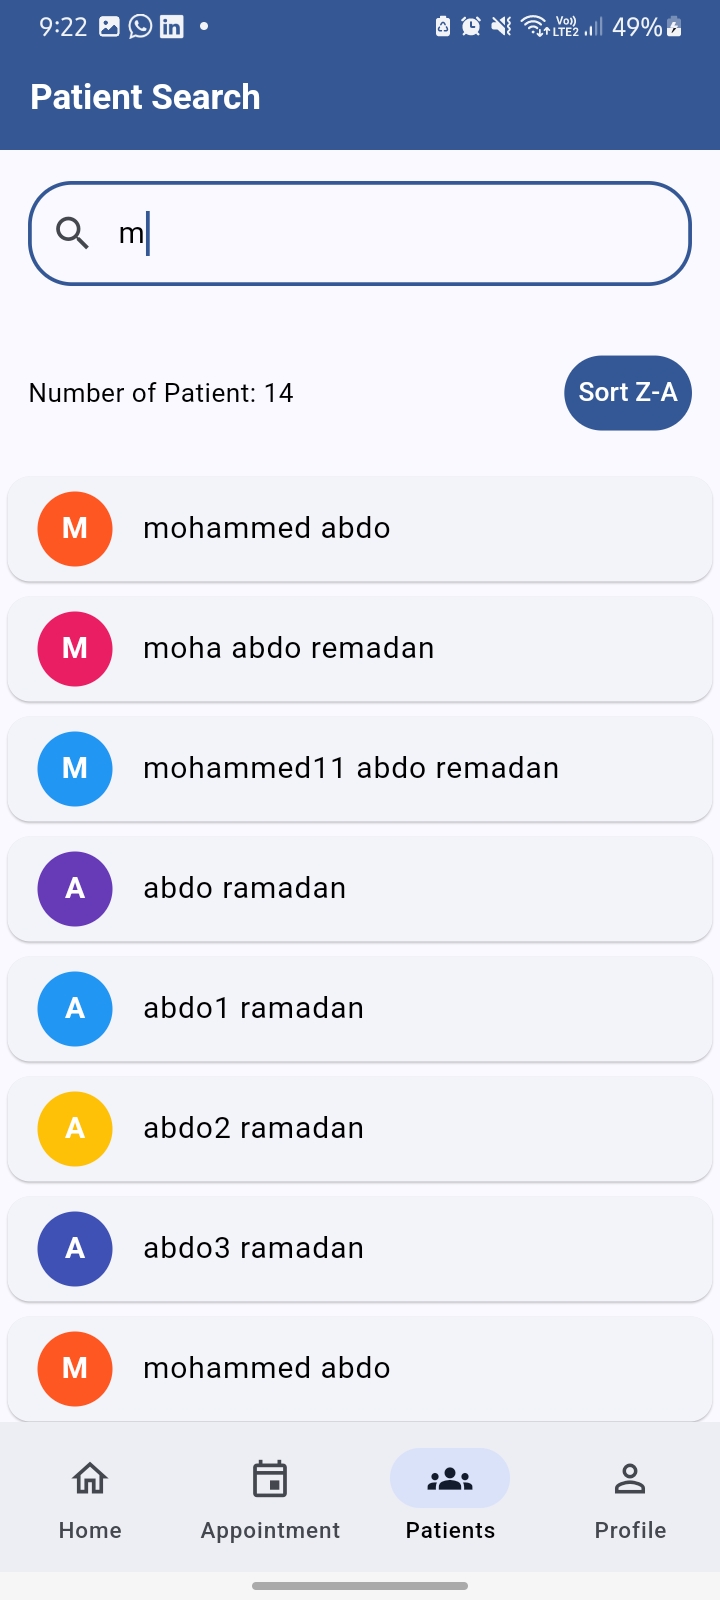 9:22 Vo)) LTE2 49%
Patient Search
m
Number of Patient: 14
Sort Z-A
M mohammed abdo
M moha abdo remadan
M mohammed11 abdo remadan
A abdo ramadan
A abdo1 ramadan
A abdo2 ramadan
A abdo3 ramadan
M mohammed abdo
Home Appointment Patients Profile